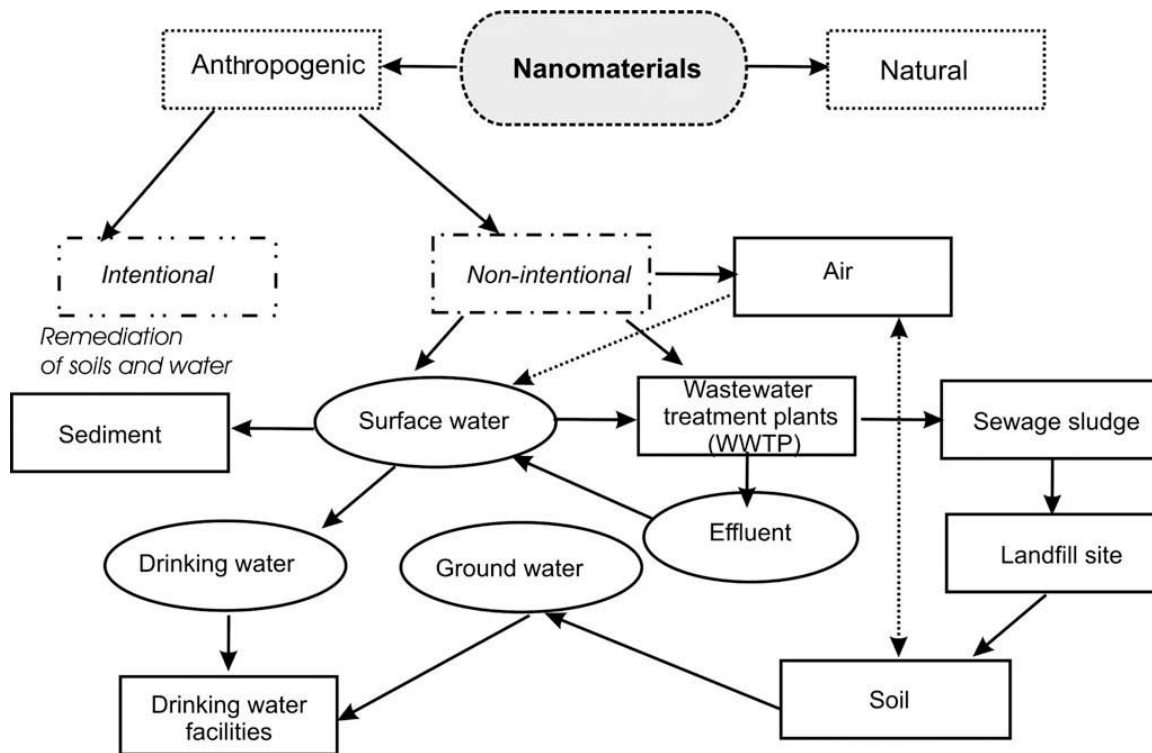 Anthropogenic
Nanomaterials
Natural
Intentional
Non-intentional
Air
Remediation
of soils and water
Sediment
Surface water
Wastewater
treatment plants
(WWTP)
Sewage sludge
Drinking water
Ground water
Effluent
Landfill site
Drinking water
facilities
Soil